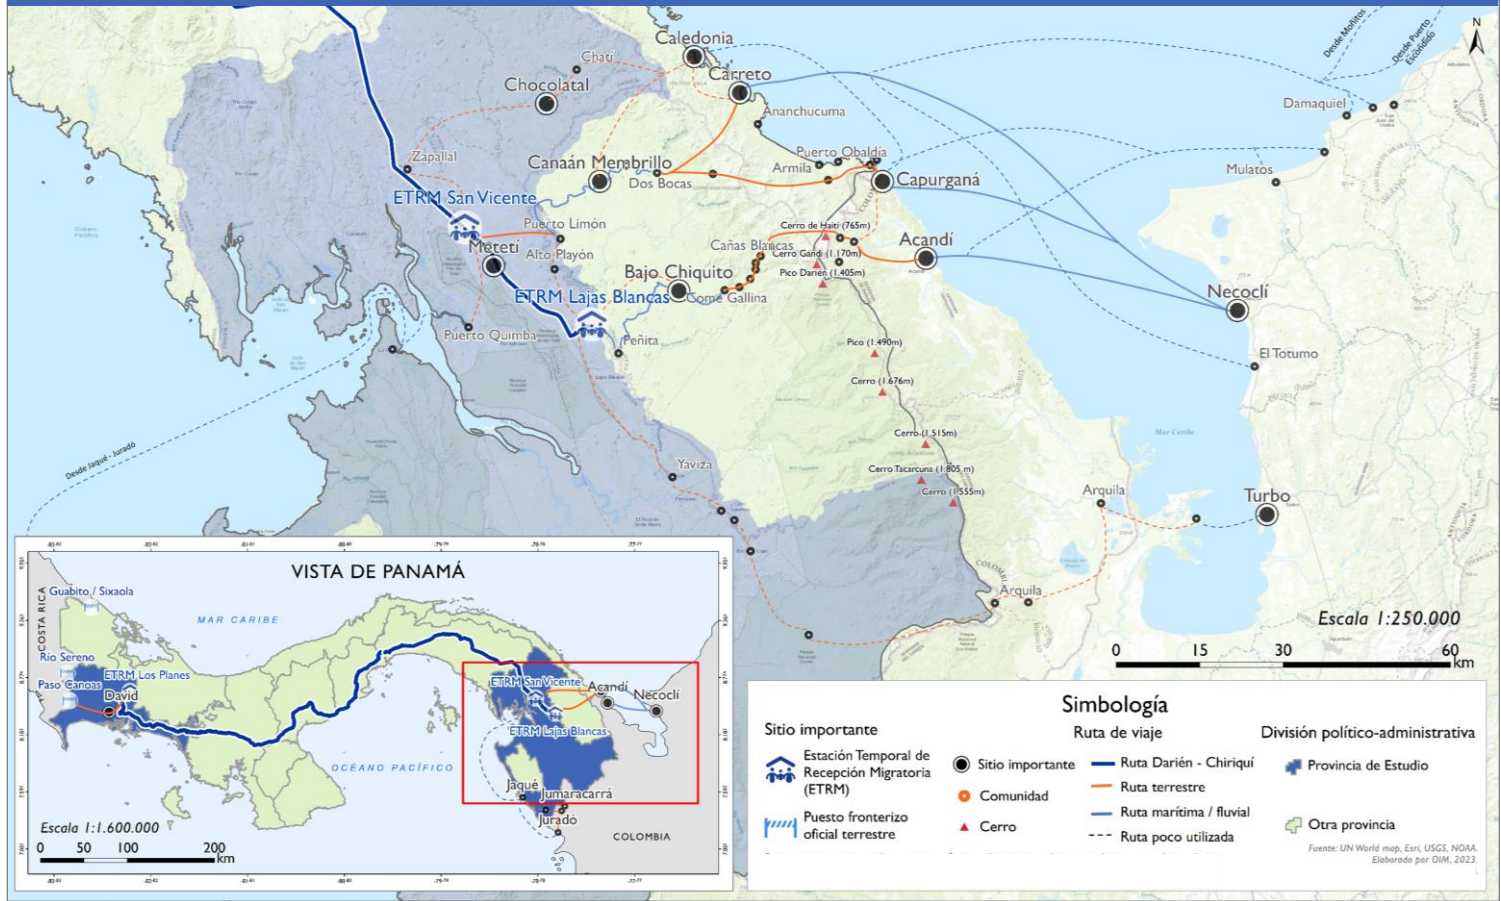 Caledonia
N
Desde Moñitos
Desde Puerto
Escondido
Chatí
Chocolatal
Carreto
Ananchucuma
Damaquiel
Zapallal
Canaán Membrillo
Dos Bocas
Puerto Obaldía
Armila
Capurganá
Mulatos
ETRM San Vicente
Puerto Limón
Metetí
Alto Playón
Cerro de Haití (765m)
Cañas Blancas
Cerro Gandi (1.170m)
Pico Darién (1.405m)
Acandí
Acandí
Bajo Chiquito
Come Gallina
ETRM Lajas Blancas
Necoclí
Puerto Quimba
Peñita
Pico (1.490m)
El Totumo
Cerro (1.676m)
Desde Jaqué - Juradó
Cerro (1.515m)
Mar Caribe
Yaviza
Cerro Tacarcuna (1.805 m)
Cerro (1.555m)
Arquila
Turbo
COLOMBIA
Arquila
Escala 1:250.000
0 15 30 60 km
VISTA DE PANAMÁ
COSTA RICA
Guabito / Sixaola
MAR CARIBE
Río Sereno
Paso Canoas
ETRM Los Planes
David
ETRM San Vicente
Acandí
Necoclí
ETRM Lajas Blancas
OCÉANO PACÍFICO
Jaqué
Jumaracarrá
Juradó
COLOMBIA
Escala 1:1.600.000
0 50 100 200 km
Simbología
Sitio importante
Estación Temporal de
Recepción Migratoria
(ETRM)
Puesto fronterizo
oficial terrestre
Sitio importante
Comunidad
Cerro
Ruta de viaje
Ruta Darién - Chiriquí
Ruta terrestre
Ruta marítima / fluvial
Ruta poco utilizada
División político-administrativa
Provincia de Estudio
Otra provincia
Fuente: UN World map, Esri, USGS, NOAA.
Elaborado por OIM, 2023.